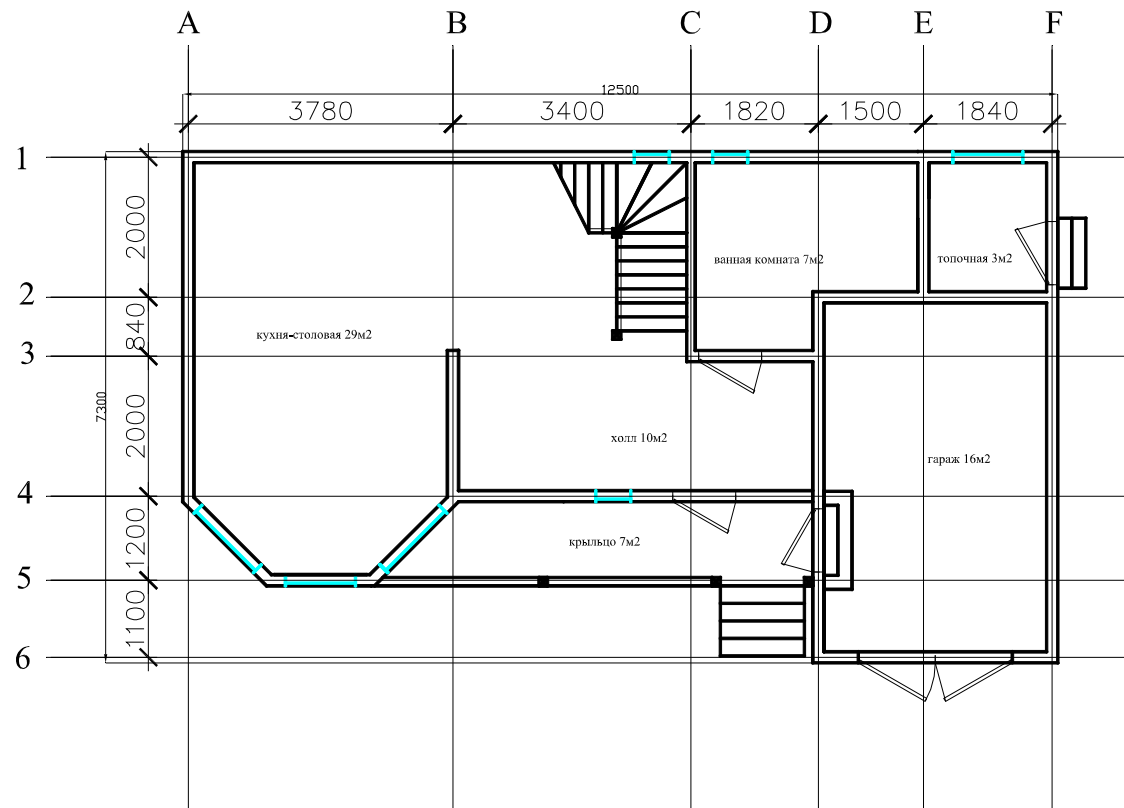 A B C D E F
12500
3780 3400 1820 1500 1840
1
2000
ванная комната 7м2
топочная 3м2
2
840
кухня-столовая 29м2
3
7300
2000
холл 10м2
гараж 16м2
4
1200
крыльцо 7м2
5
1100
6